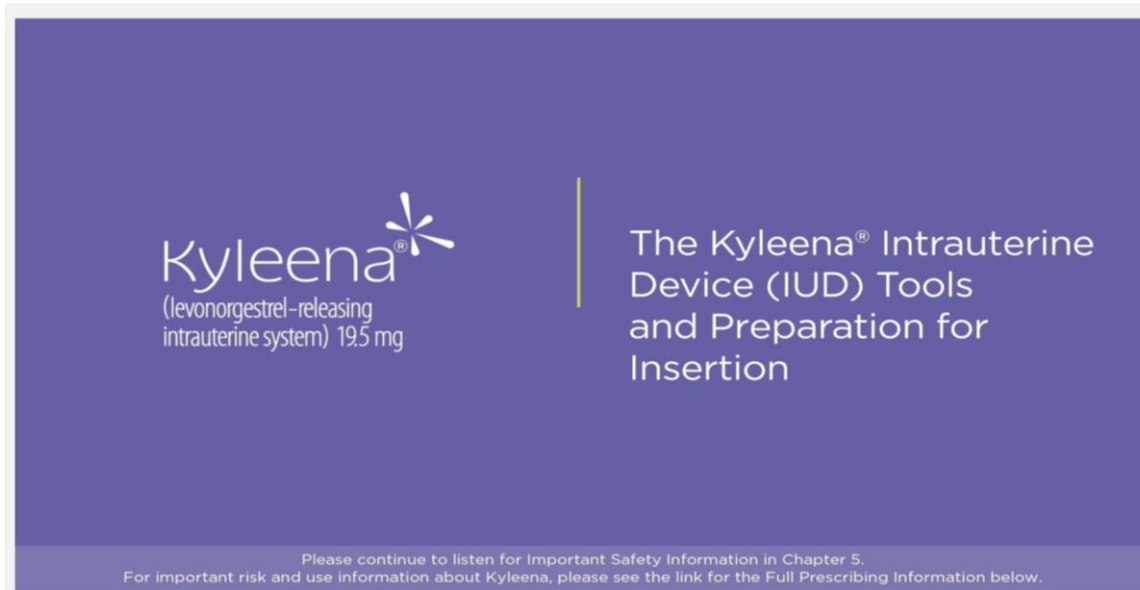 Kyleena®
(levonorgestrel-releasing
intrauterine system) 19.5 mg
The Kyleena® Intrauterine
Device (IUD) Tools
and Preparation for
Insertion
Please continue to listen for Important Safety Information in Chapter 5.
For important risk and use information about Kyleena, please see the link for the Full Prescribing Information below.